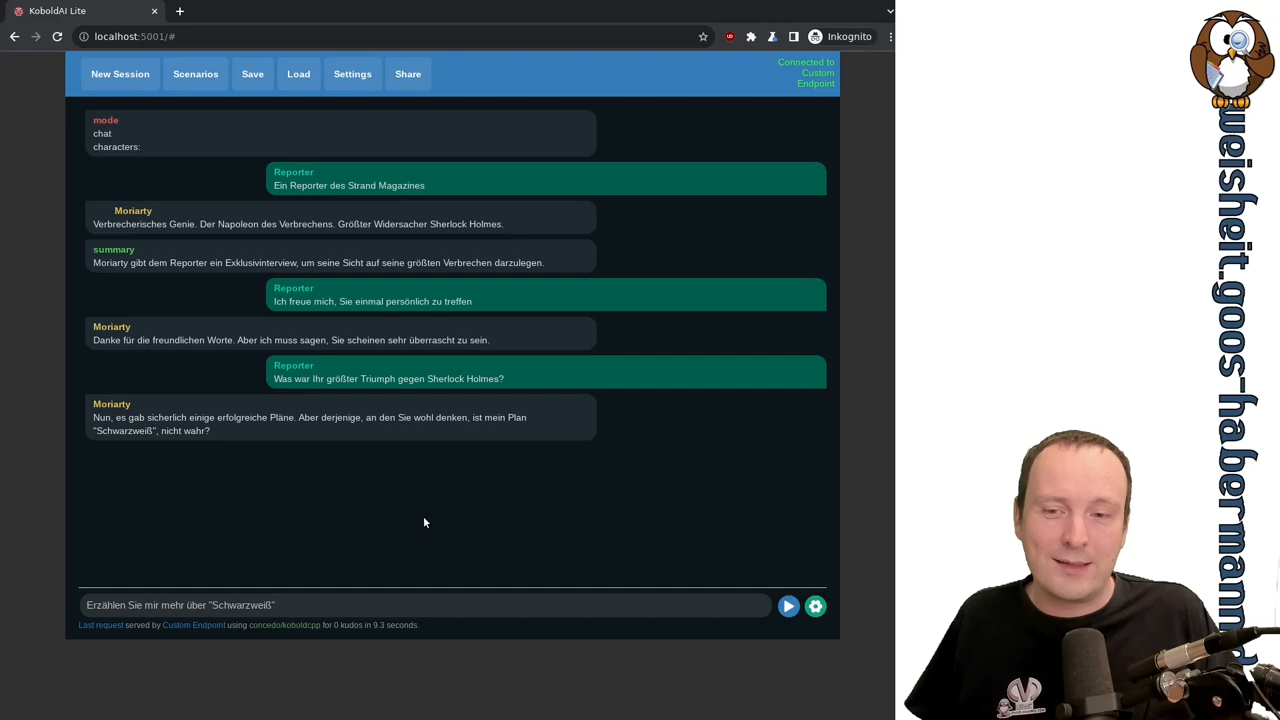 KoboldAI Lite
localhost:5001/#
Inkognito
New Session
Scenarios
Save
Load
Settings
Share
Connected to
Custom
Endpoint
mode
chat
characters:
Reporter
Ein Reporter des Strand Magazines
Moriarty
Verbrecherisches Genie. Der Napoleon des Verbrechens. Größter Widersacher Sherlock Holmes.
summary
Moriarty gibt dem Reporter ein Exklusivinterview, um seine Sicht auf seine größten Verbrechen darzulegen.
Reporter
Ich freue mich, Sie einmal persönlich zu treffen
Moriarty
Danke für die freundlichen Worte. Aber ich muss sagen, Sie scheinen sehr überrascht zu sein.
Reporter
Was war Ihr größter Triumph gegen Sherlock Holmes?
Moriarty
Nun, es gab sicherlich einige erfolgreiche Pläne. Aber derjenige, an den Sie wohl denken, ist mein Plan
"Schwarzweiß", nicht wahr?
Erzählen Sie mir mehr über "Schwarzweiß"
Last request served by Custom Endpoint using concedo/koboldcpp for 0 kudos in 9.3 seconds.